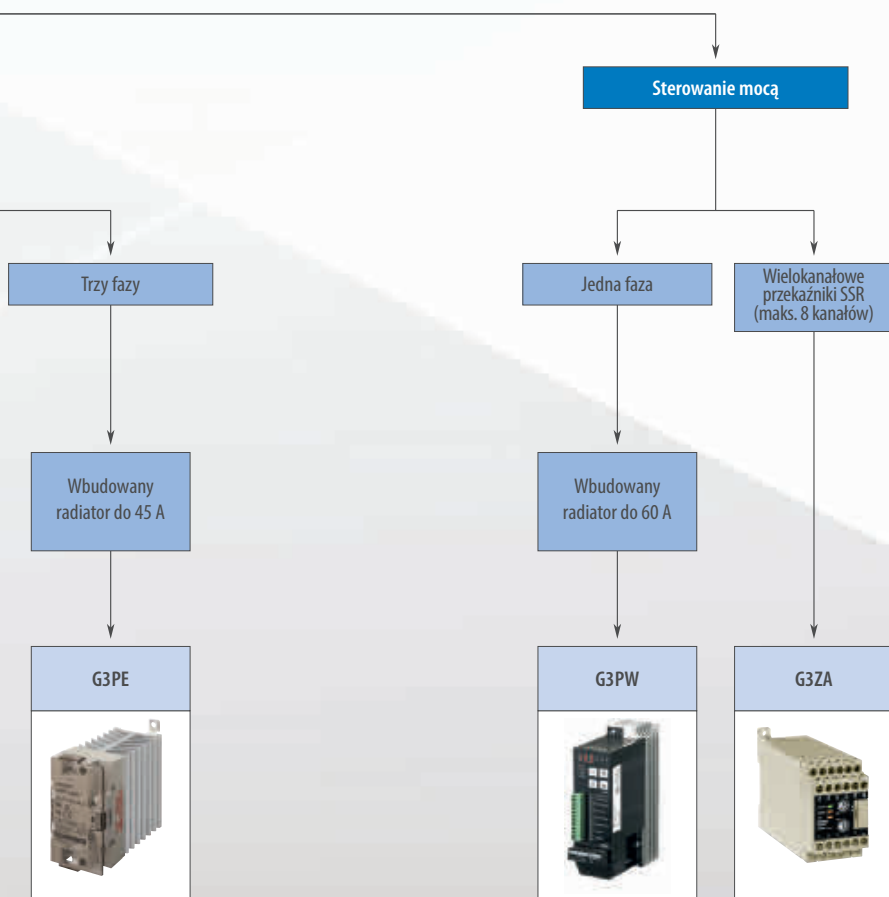 Sterowanie mocą
Trzy fazy
Jedna faza
Wielokanałowe
przekaźniki SSR
(maks. 8 kanałów)
Wbudowany
radiator do 45 A
Wbudowany
radiator do 60 A
G3PE
G3PW
G3ZA